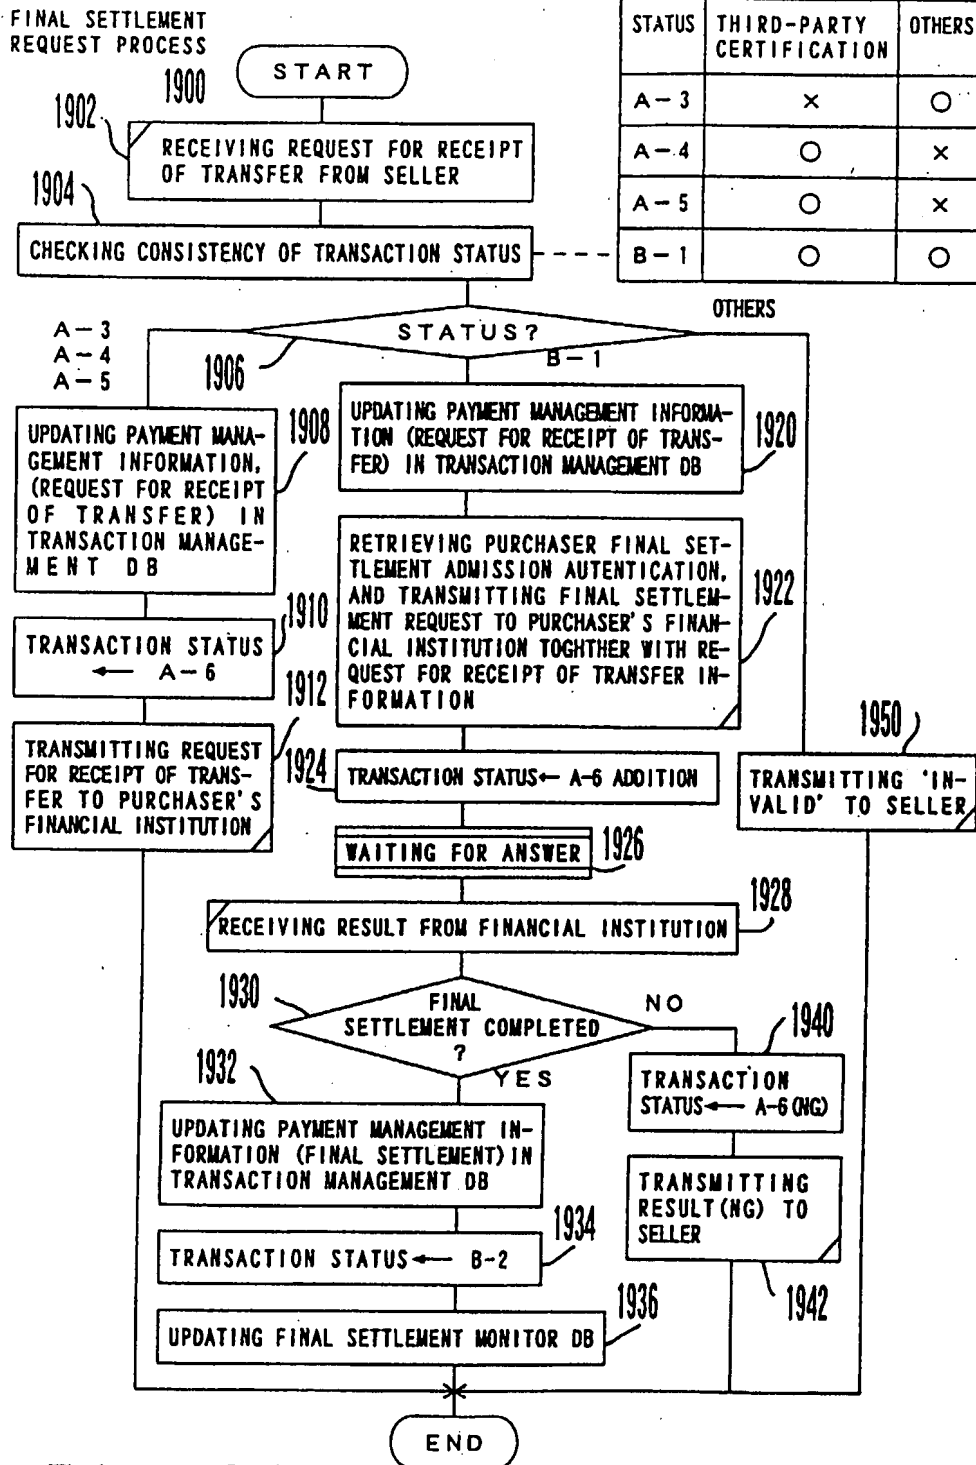 FINAL SETTLEMENT
REQUEST PROCESS
START
1900
1902
RECEIVING REQUEST FOR RECEIPT
OF TRANSFER FROM SELLER
STATUS THIRD-PARTY CERTIFICATION OTHERS
A-3 × ○
A-4 ○ ×
A-5 ○ ×
B-1 ○ ○
1904
CHECKING CONSISTENCY OF TRANSACTION STATUS
STATUS?
1906
A-3
A-4
A-5
B-1
OTHERS
UPDATING PAYMENT MANA-
GEMENT INFORMATION,
(REQUEST FOR RECEIPT
OF TRANSFER) IN
TRANSACTION MANAGE-
MENT DB
1908
TRANSACTION STATUS
← A-6
1910
TRANSMITTING REQUEST
FOR RECEIPT OF TRANS-
FER TO PURCHASER'S
FINANCIAL INSTITUTION
1912
UPDATING PAYMENT MANAGEMENT INFORMA-
TION (REQUEST FOR RECEIPT OF TRANS-
FER) IN TRANSACTION MANAGEMENT DB
1920
RETRIEVING PURCHASER FINAL SET-
TLEMENT ADMISSION AUTENTICATION,
AND TRANSMITTING FINAL SETTLEM-
MENT REQUEST TO PURCHASER'S FINAN-
CIAL INSTITUTION TOGHTHER WITH RE-
QUEST FOR RECEIPT OF TRANSFER IN-
FORMATION
1922
1924
TRANSACTION STATUS← A-6 ADDITION
WAITING FOR ANSWER
1926
RECEIVING RESULT FROM FINANCIAL INSTITUTION
1928
1930
FINAL
SETTLEMENT COMPLETED
?
NO
YES
1932
UPDATING PAYMENT MANAGEMENT IN-
FORMATION (FINAL SETTLEMENT) IN
TRANSACTION MANAGEMENT DB
TRANSACTION STATUS← B-2
1934
UPDATING FINAL SETTLEMENT MONITOR DB
1936
1940
TRANSACTION
STATUS← A-6(NG)
TRANSMITTING
RESULT(NG) TO
SELLER
1942
1950
TRANSMITTING 'IN-
VALID' TO SELLER
END